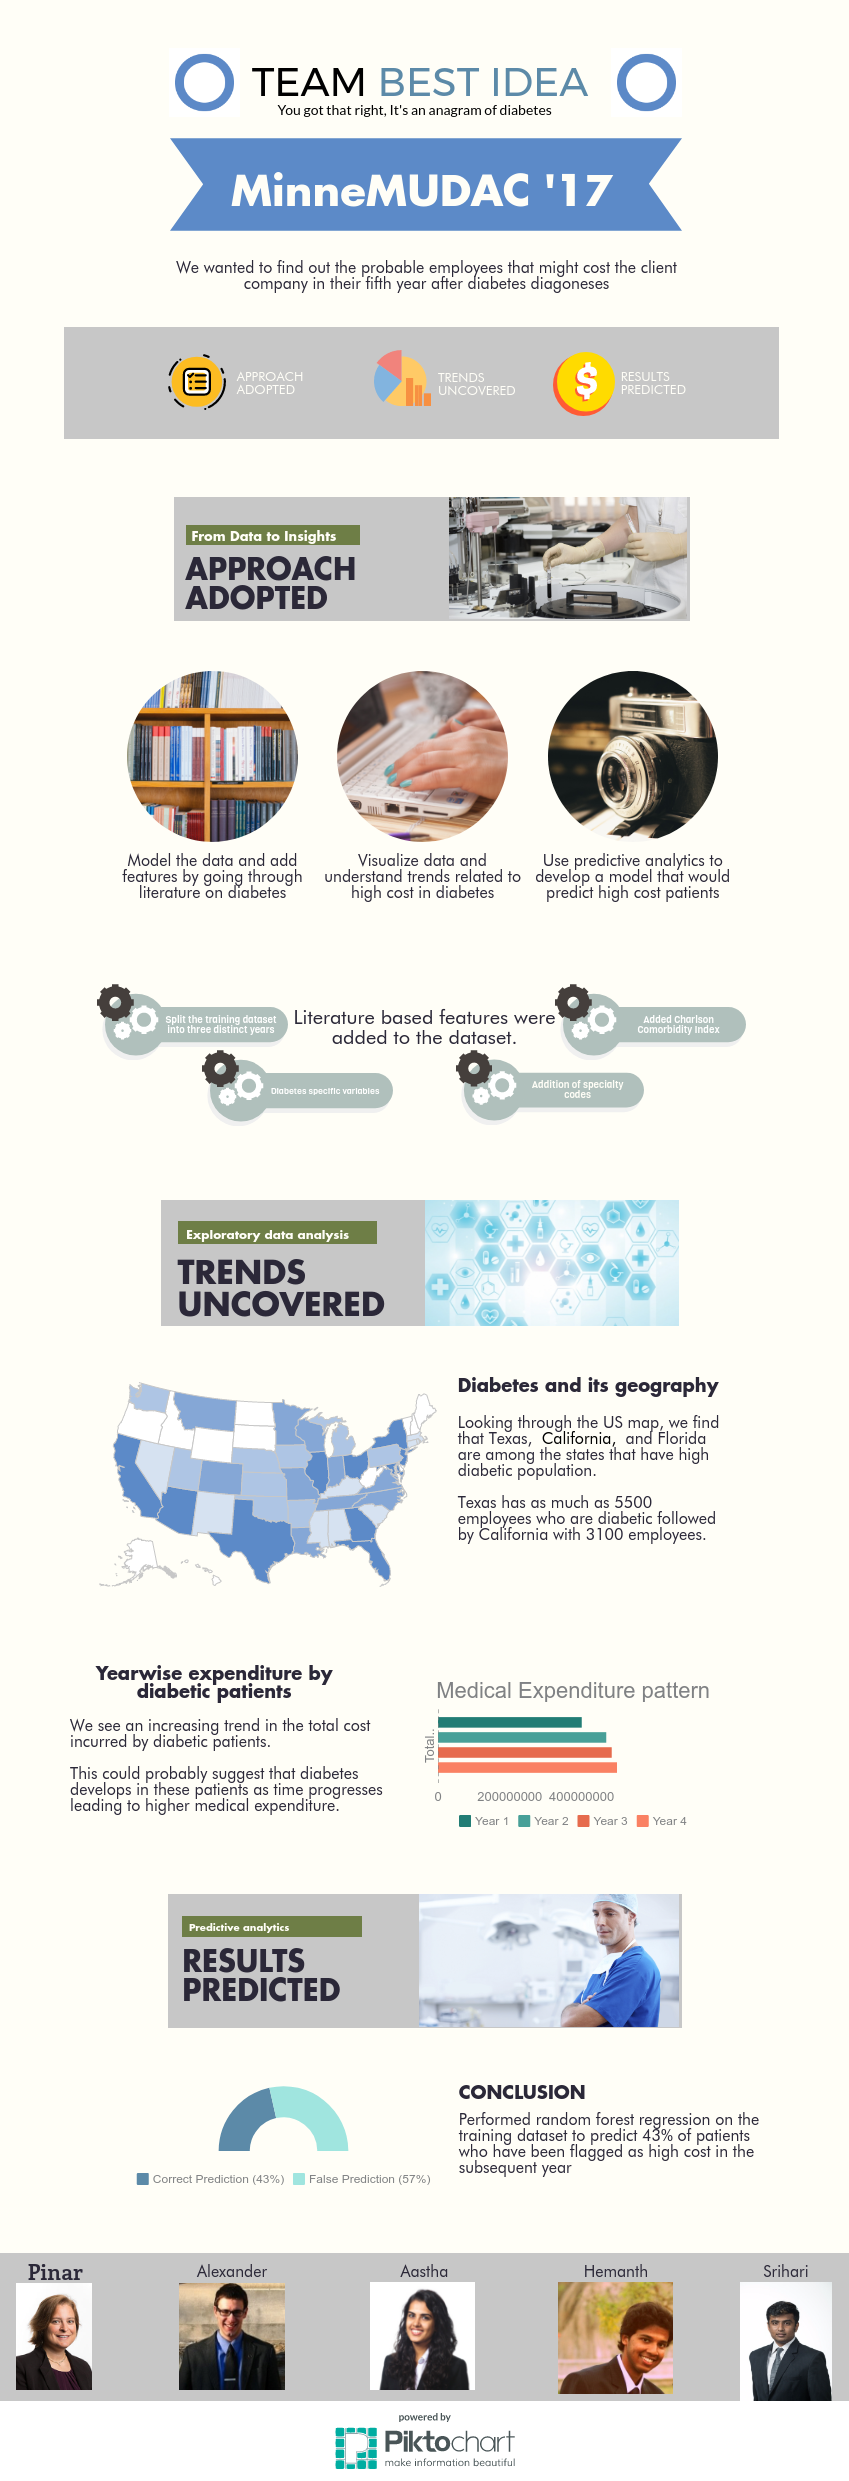 TEAM BEST IDEA
You got that right, It's an anagram of diabetes
MinneMUDAC '17
We wanted to find out the probable employees that might cost the client
company in their fifth year after diabetes diagoneses
APPROACH
ADOPTED
TRENDS
UNCOVERED
RESULTS
PREDICTED
From Data to Insights
APPROACH
ADOPTED
Model the data and add
features by going through
literature on diabetes
Visualize data and
understand trends related to
high cost in diabetes
Use predictive analytics to
develop a model that would
predict high cost patients
Split the training dataset
into three distinct years
Literature based features were
added to the dataset.
Added Charlson
Comorbidity Index
Diabetes specific variables
Addition of specialty
codes
Exploratory data analysis
TRENDS
UNCOVERED
Diabetes and its geography
Looking through the US map, we find
that Texas, California, and Florida
are among the states that have high
diabetic population.
Texas has as much as 5500
employees who are diabetic followed
by California with 3100 employees.
Yearwise expenditure by
diabetic patients
We see an increasing trend in the total cost
incurred by diabetic patients.
This could probably suggest that diabetes
develops in these patients as time progresses
leading to higher medical expenditure.
Medical Expenditure pattern
Total..
0 200000000 400000000
Year 1 Year 2 Year 3 Year 4
Predictive analytics
RESULTS
PREDICTED
Correct Prediction (43%) False Prediction (57%)
CONCLUSION
Performed random forest regression on the
training dataset to predict 43% of patients
who have been flagged as high cost in the
subsequent year
Pinar
Alexander
Aastha
Hemanth
Srihari
powered by
Piktochart
make information beautiful